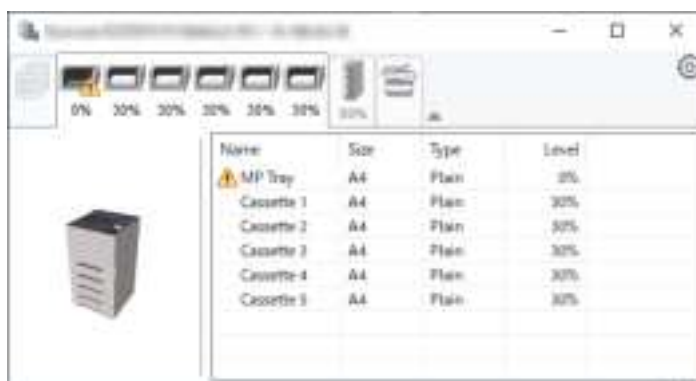 0% 30% 30% 30% 30% 30%
Name Size Type Level
MP Tray A4 Plain 0%
Cassette 1 A4 Plain 30%
Cassette 2 A4 Plain 30%
Cassette 3 A4 Plain 30%
Cassette 4 A4 Plain 30%
Cassette 5 A4 Plain 30%